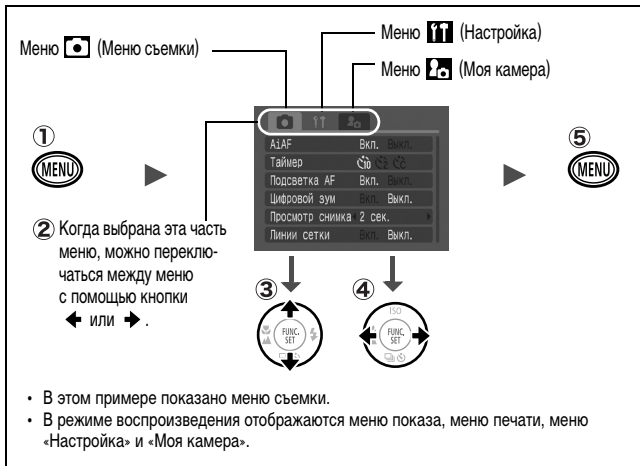 Меню (Меню съемки)
Меню (Настройка)
Меню (Моя камера)
① MENU
② Когда выбрана эта часть
меню, можно переклю-
чаться между меню
с помощью кнопки
← или → .
AiAF Вкл. Выкл.
Таймер
Подсветка AF Вкл. Выкл.
Цифровой зум Вкл. Выкл.
Просмотр снимка 2 сек.
Линии сетки Вкл. Выкл.
③ FUNC. SET
④ ISO FUNC. SET
⑤ MENU
• В этом примере показано меню съемки.
• В режиме воспроизведения отображаются меню показа, меню печати, меню
«Настройка» и «Моя камера».